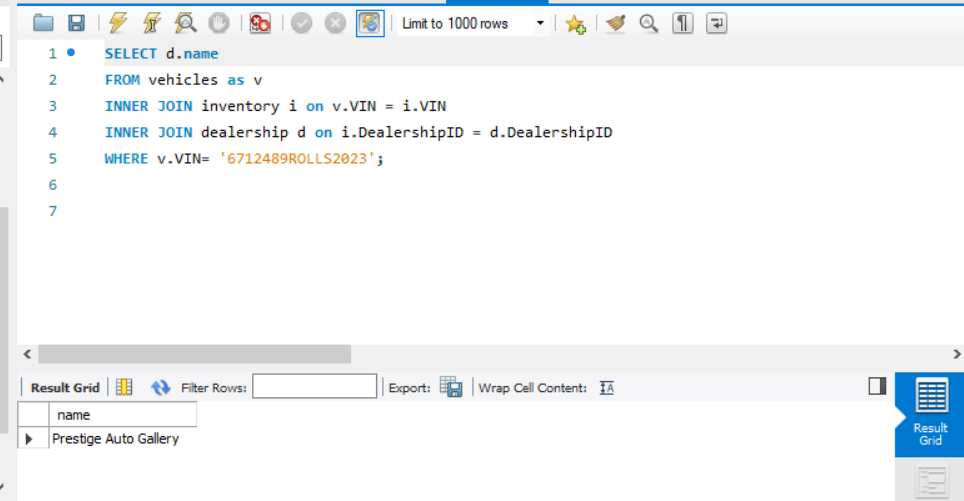 Limit to 1000 rows
1 SELECT d.name
2 FROM vehicles as v
3 INNER JOIN inventory i on v.VIN = i.VIN
4 INNER JOIN dealership d on i.DealershipID = d.DealershipID
5 WHERE v.VIN= '6712489ROLLS2023';
6
7
Result Grid Filter Rows: Export: Wrap Cell Content: IA
name
Prestige Auto Gallery
Result
Grid